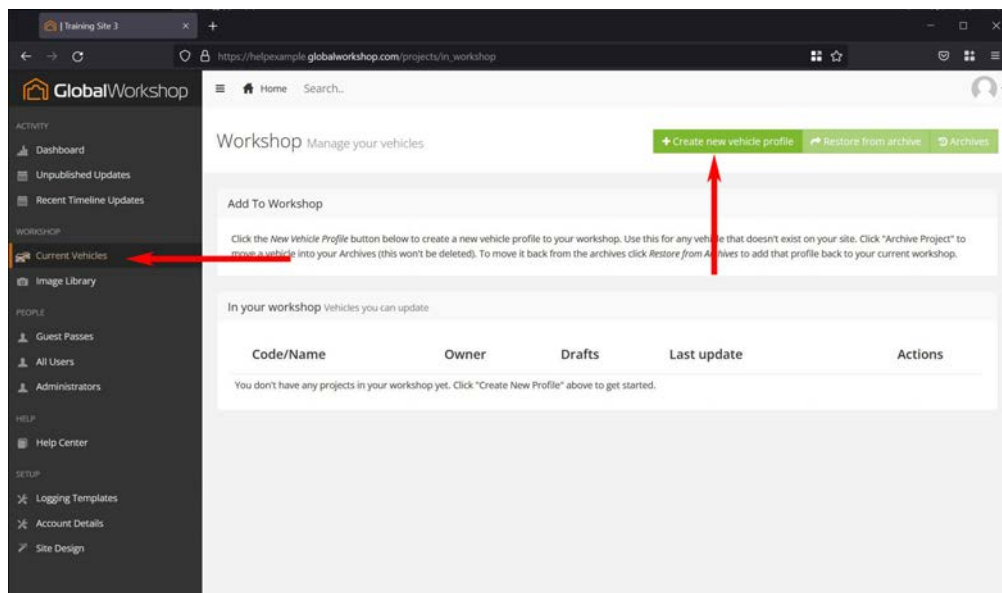 | Training Site 3
https://helpexample.globalworkshop.com/projects/in_workshop
GlobalWorkshop
Home Search..
ACTIVITY
Dashboard
Unpublished Updates
Recent Timeline Updates
WORKSHOP
Current Vehicles
Image Library
PEOPLE
Guest Passes
All Users
Administrators
HELP
Help Center
SETUP
Logging Templates
Account Details
Site Design
Workshop Manage your vehicles
Create new vehicle profile Restore from archive Archives
Add To Workshop
Click the New Vehicle Profile button below to create a new vehicle profile to your workshop. Use this for any vehicle that doesn't exist on your site. Click "Archive Project" to
move a vehicle into your Archives (this won't be deleted). To move it back from the archives click Restore from Archives to add that profile back to your current workshop.
In your workshop Vehicles you can update
Code/Name Owner Drafts Last update Actions
You don't have any projects in your workshop yet. Click "Create New Profile" above to get started.